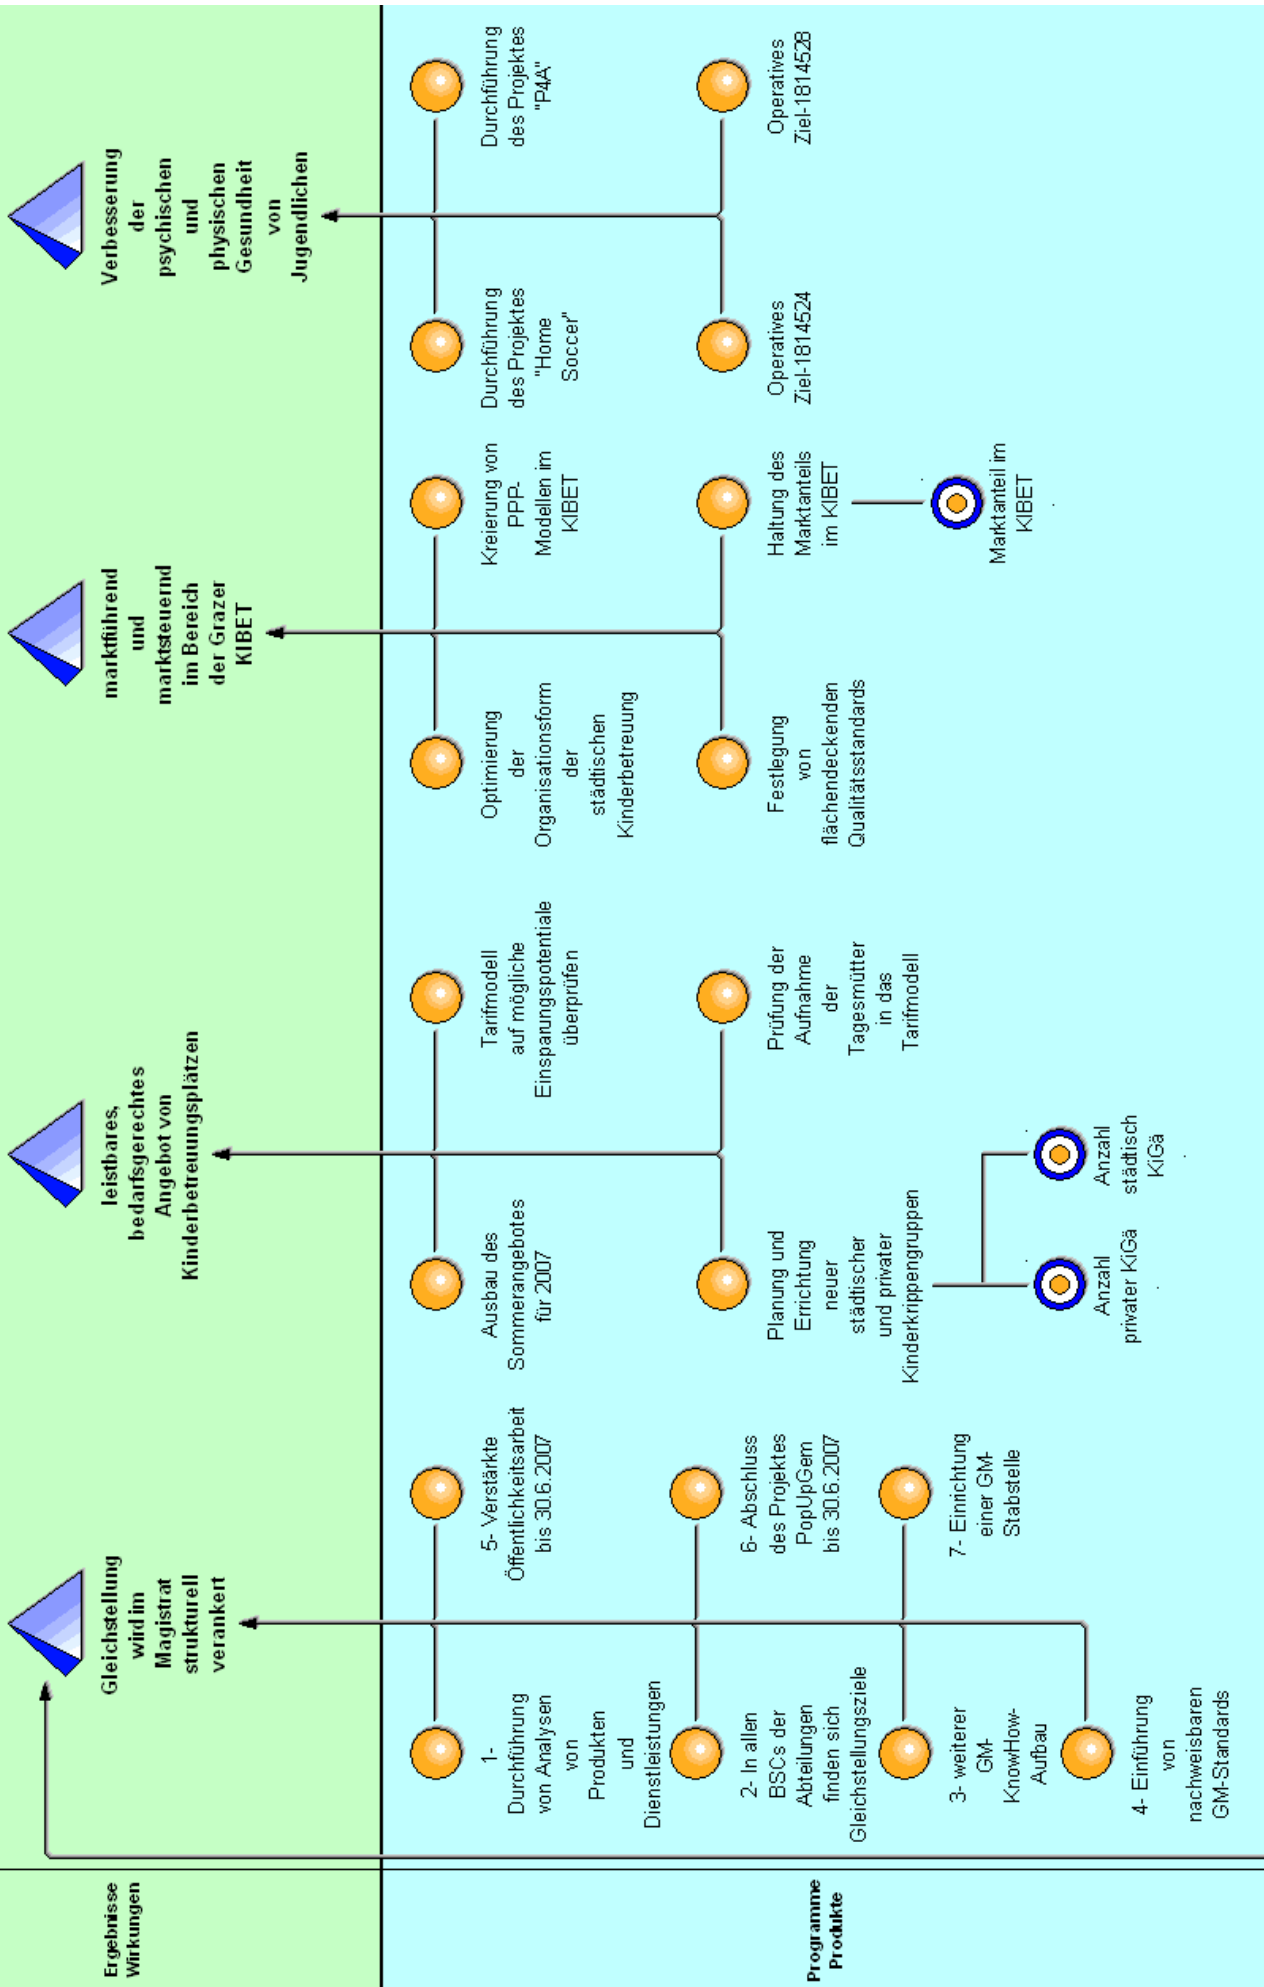 Ergebnisse
Wirkungen
Gleichstellung
wird im
Magistrat
strukturell
verankert
leistbares,
bedarfsgerechtes
Angebot von
Kinderbetreuungsplätzen
marktführend
und
marktsteuernd
im Bereich
der Grazer
KIBET
Verbesserung
der
psychischen
und
physischen
Gesundheit
von
Jugendlichen
Programme
Produkte
1-
Durchführung
von Analysen
von
Produkten
und
Dienstleistungen
5- Verstärkte
Öffentlichkeitsarbeit
bis 30.6.2007
2- In allen
BSCs der
Abteilungen
finden sich
Gleichstellungsziele
6- Abschluss
des Projektes
PopUpGem
bis 30.6.2007
3- weiterer
GM-
KnowHow-
Aufbau
7- Einrichtung
einer GM-
Stabstelle
4- Einführung
von
nachweisbaren
GM-Standards
Ausbau des
Sommerangebotes
für 2007
Tarifmodell
auf mögliche
Einsparungspotentiale
überprüfen
Planung und
Errichtung
neuer
städtischer
und privater
Kinderkrippengruppen
Prüfung der
Aufnahme
der
Tagesmütter
in das
Tarifmodell
Anzahl
privater KiGä
Anzahl
städtisch
KiGä
Optimierung
der
Organisationsform
der
städtischen
Kinderbetreuung
Kreierung von
PPP-
Modellen im
KIBET
Festlegung
von
flächendeckenden
Qualitätsstandards
Haltung des
Marktanteils
im KIBET
Marktanteil im
KIBET
Durchführung
des Projektes
"Home
Soccer"
Durchführung
des Projektes
"P4A"
Operatives
Ziel-1814524
Operatives
Ziel-1814528